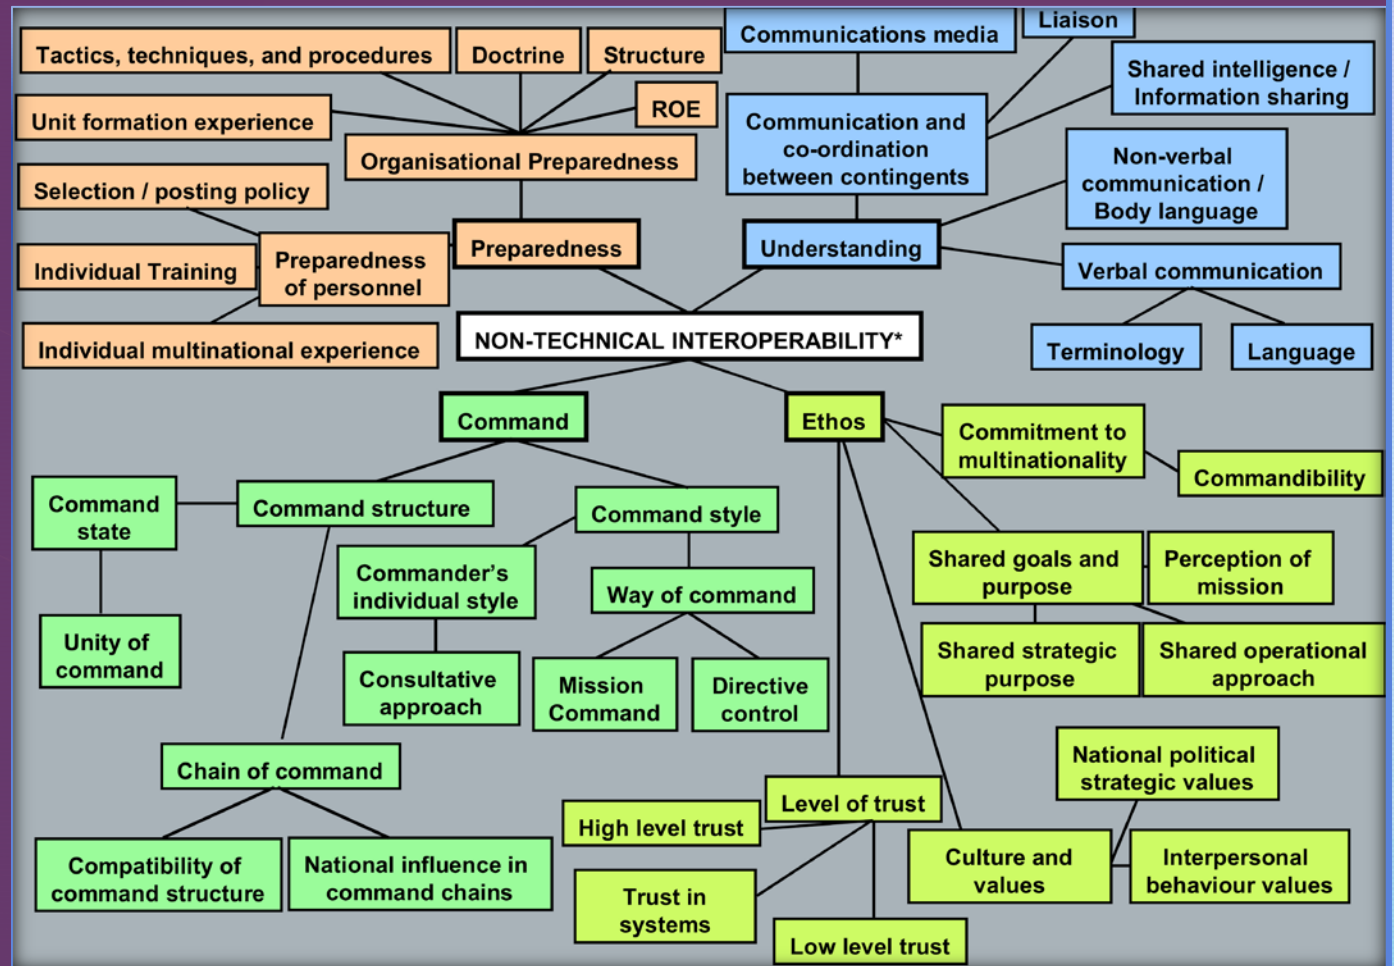 Tactics, techniques, and procedures
Doctrine
Structure
Communications media
Liaison
Shared intelligence /
Information sharing
Unit formation experience
ROE
Communication and
co-ordination
between contingents
Organisational Preparedness
Non-verbal
communication /
Body language
Selection / posting policy
Preparedness
Understanding
Individual Training
Preparedness
of personnel
Verbal communication
Individual multinational experience
NON-TECHNICAL INTEROPERABILITY*
Terminology
Language
Command
Ethos
Commitment to
multinationality
Commandibility
Command
state
Command structure
Command style
Shared goals and
purpose
Perception of
mission
Commander's
individual style
Way of command
Unity of
command
Shared strategic
purpose
Shared operational
approach
Consultative
approach
Mission
Command
Directive
control
Chain of command
National political
strategic values
Level of trust
High level trust
Compatibility of
command structure
National influence in
command chains
Culture and
values
Interpersonal
behaviour values
Trust in
systems
Low level trust